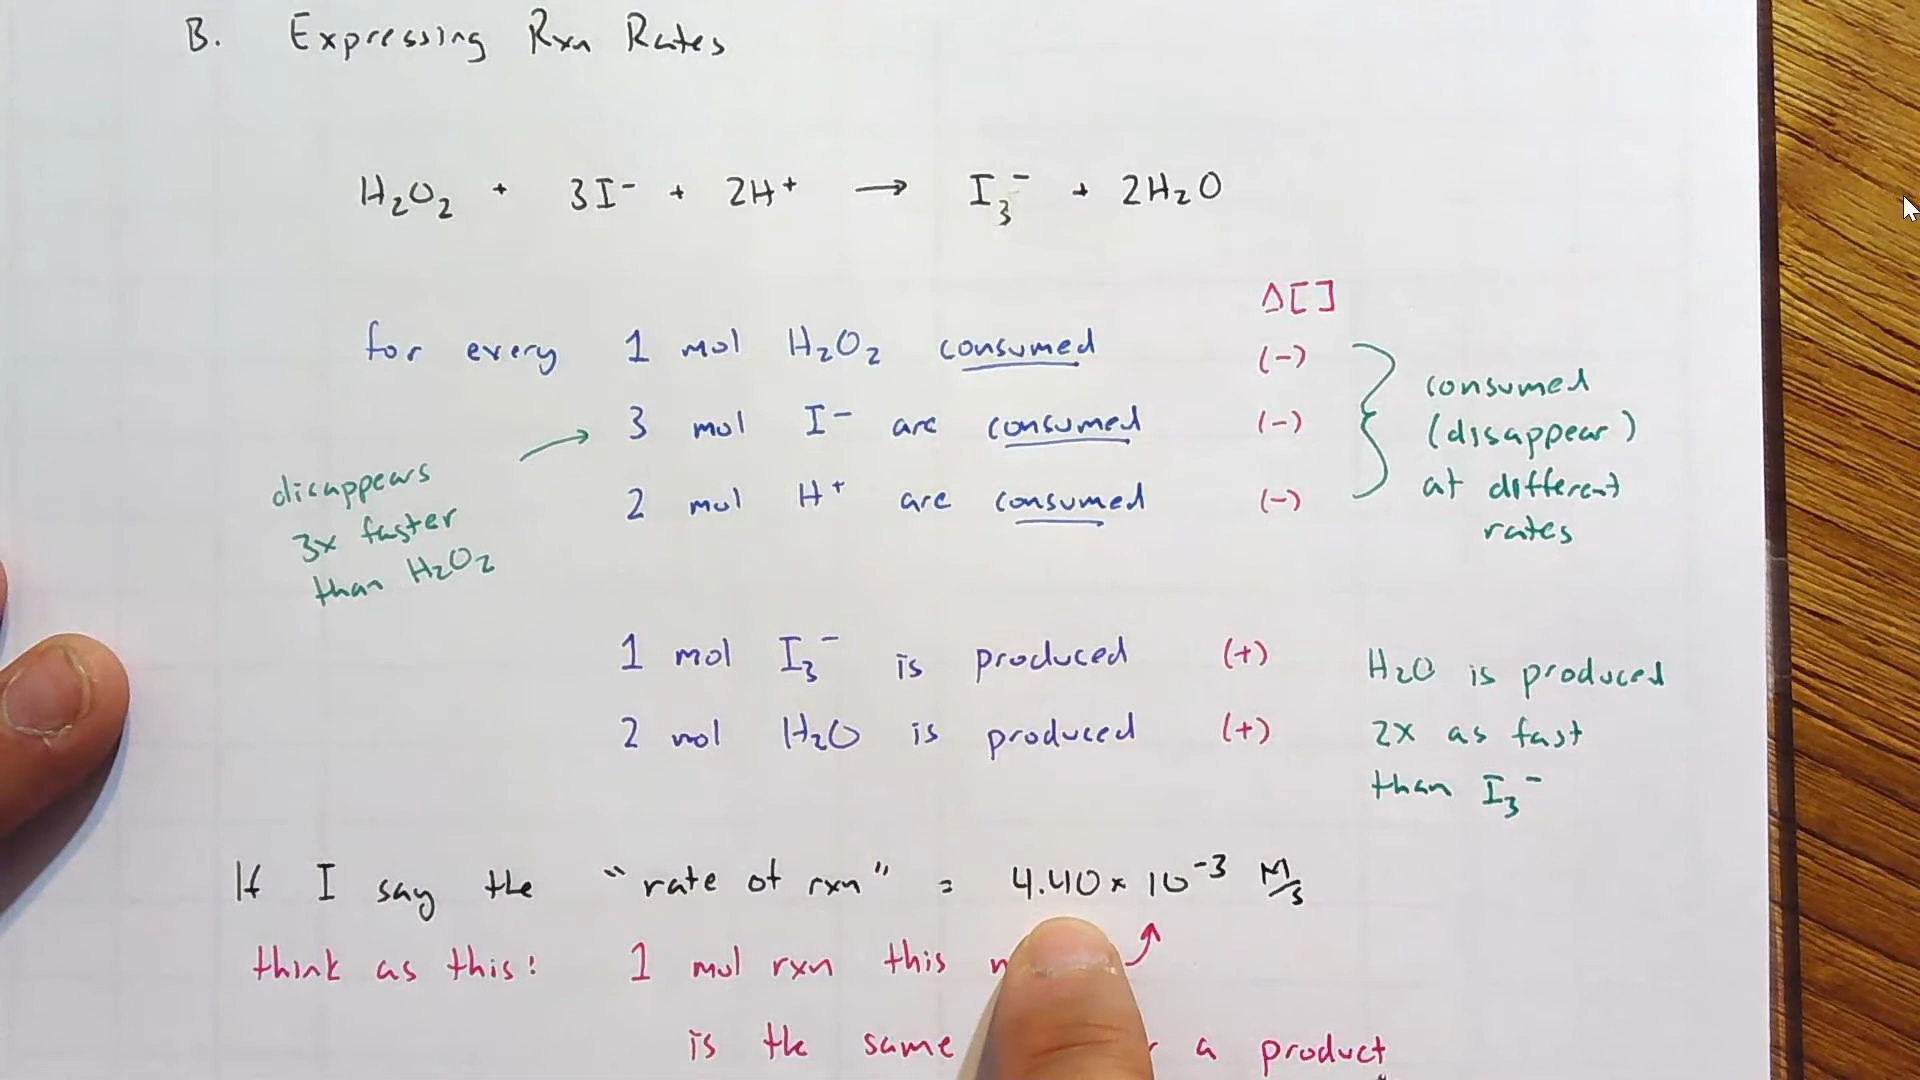 B. Expressing Rxn Rates
H₂O₂ + 3I⁻ + 2H⁺ → I₃⁻ + 2H₂O
Δ[]
for every 1 mol H₂O₂ consumed (-)
3 mol I⁻ are consumed (-)
2 mol H⁺ are consumed (-)
consumed
(disappear)
at different
rates
disappears
3x faster
than H₂O₂
1 mol I₃⁻ is produced (+)
2 mol H₂O is produced (+)
H₂O is produced
2x as fast
than I₃⁻
If I say the "rate of rxn" = 4.40 x 10⁻³ M/s
think as this: 1 mol rxn this
is the same a product